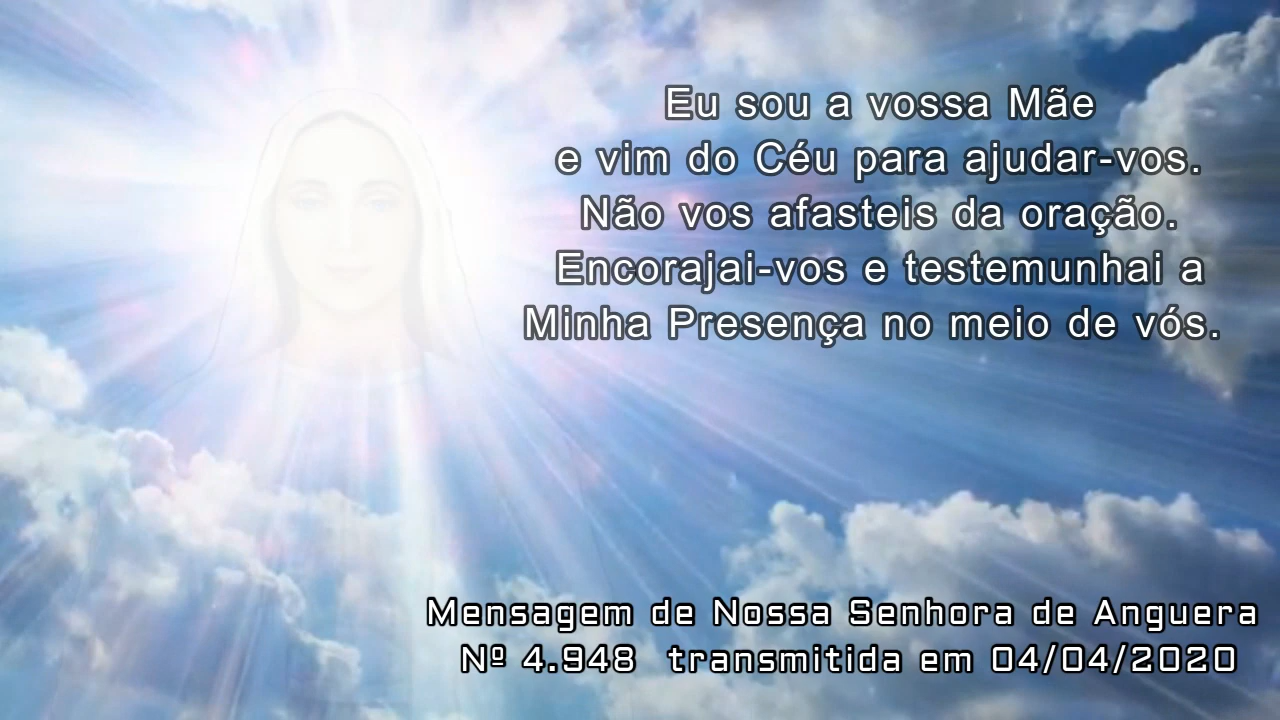 Eu sou a vossa Mãe
e vim do Céu para ajudar-vos.
Não vos afasteis da oração.
Encorajai-vos e testemunhai a
Minha Presença no meio de vós.
Mensagem de Nossa Senhora de Anguera
Nº 4.948 transmitida em 04/04/2020